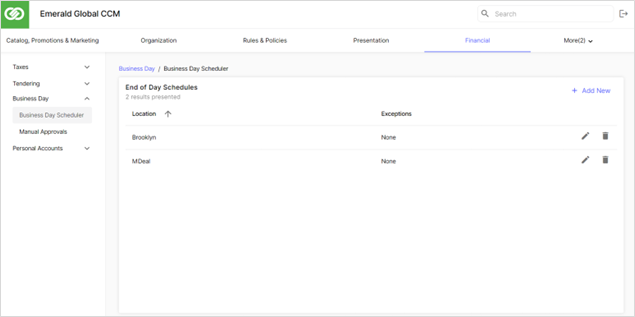 Emerald Global CCM
Search
Catalog, Promotions & Marketing Organization Rules & Policies Presentation Financial More(2)
Taxes
Tendering
Business Day
Business Day Scheduler
Manual Approvals
Personal Accounts
Business Day / Business Day Scheduler
End of Day Schedules
2 results presented
+ Add New
Location Exceptions
Brooklyn None
MDeal None